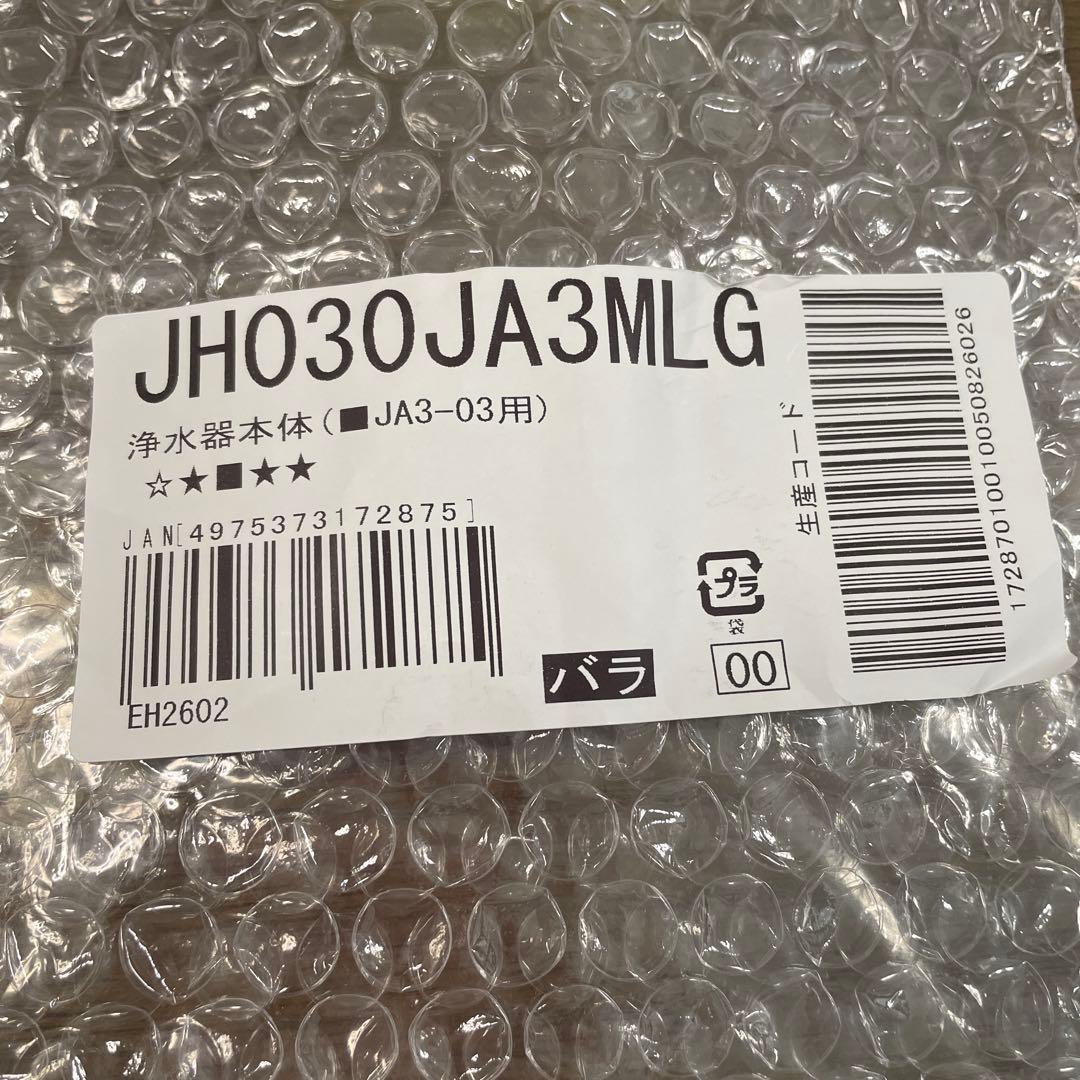 JH030JA3MLG
浄水器本体(■JA3-03用)
☆★■★★
JAN[4975373172875]
EH2602
バラ
プラ
袋
00
生産コード
17287010010050826026